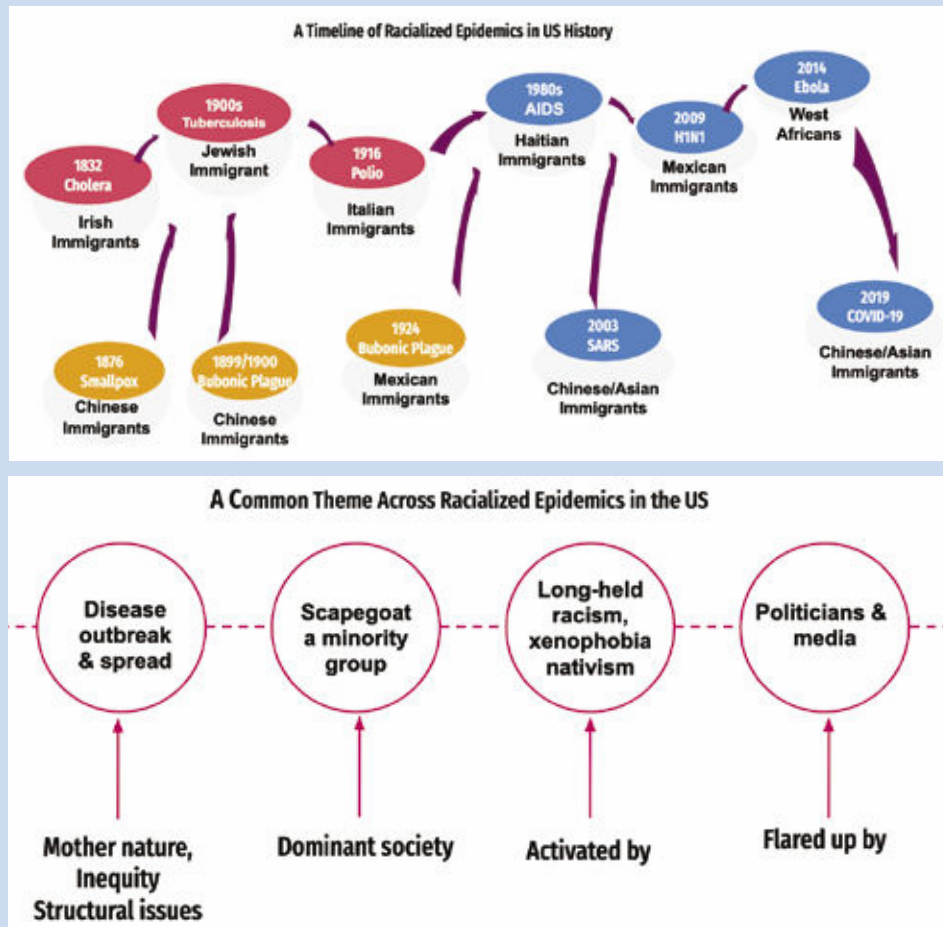 A Timeline of Racialized Epidemics in US History
1832
Cholera
Irish
Immigrants
1876
Smallpox
Chinese
Immigrants
1900s
Tuberculosis
Jewish
Immigrant
1899/1900
Bubonic Plague
Chinese
Immigrants
1916
Polio
Italian
Immigrants
1924
Bubonic Plague
Mexican
Immigrants
1980s
AIDS
Haitian
Immigrants
2003
SARS
Chinese/Asian
Immigrants
2009
H1N1
Mexican
Immigrants
2014
Ebola
West
Africans
2019
COVID-19
Chinese/Asian
Immigrants
A Common Theme Across Racialized Epidemics in the US
Disease
outbreak
& spread
Mother nature,
Inequity
Structural issues
Scapegoat
a minority
group
Dominant society
Long-held
racism,
xenophobia
nativism
Activated by
Politicians &
media
Flared up by